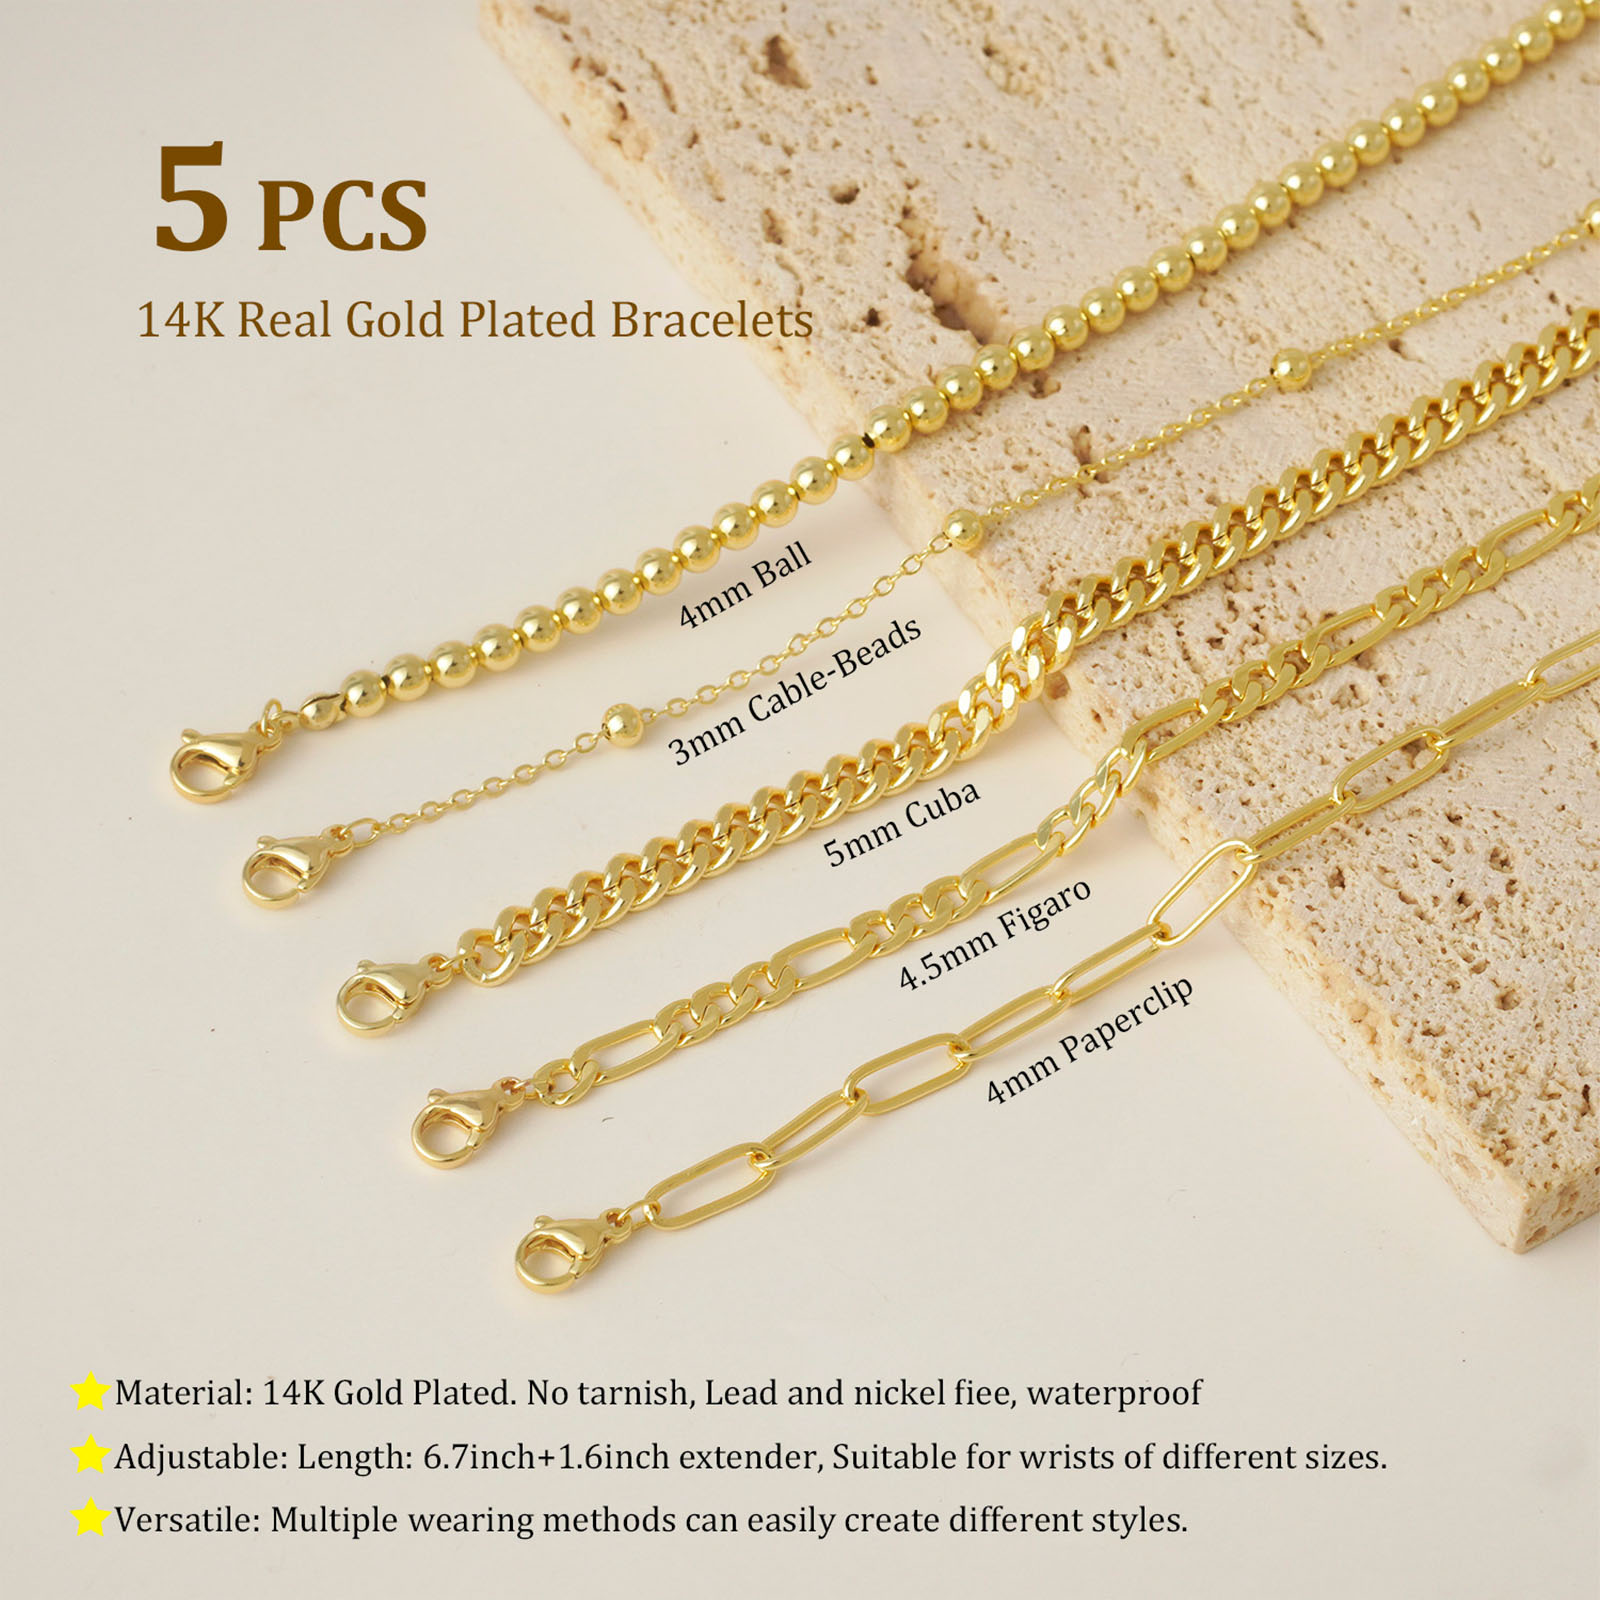 5 PCS
14K Real Gold Plated Bracelets
4mm Ball
3mm Cable-Beads
5mm Cuba
4.5mm Figaro
4mm Paperclip
Material: 14K Gold Plated. No tarnish, Lead and nickel fiee, waterproof
Adjustable: Length: 6.7inch+1.6inch extender, Suitable for wrists of different sizes.
Versatile: Multiple wearing methods can easily create different styles.